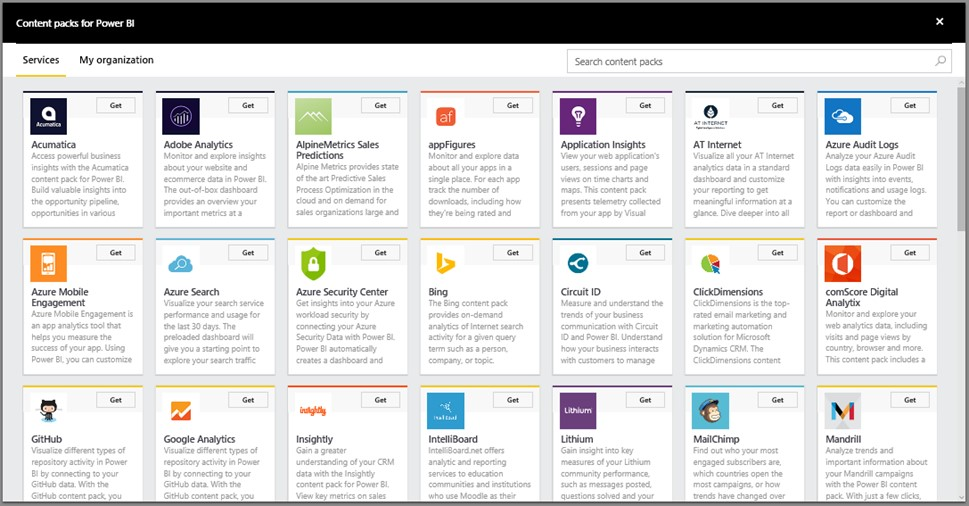 Content packs for Power BI
Services
My organization
Search content packs
Acumatica
Get
Acumatica
Access powerful business
insights with the Acumatica
content pack for Power BI.
Build valuable insights into
the opportunity pipeline,
opportunities in various
Get
Adobe Analytics
Monitor and explore insights
about your website and
ecommerce data in Power BI.
The out-of-box dashboard
provides an overview your
important metrics at a
Get
AlpineMetrics Sales
Predictions
Alpine Metrics provides state
of the art Predictive Sales
Process Optimization in the
cloud and on demand for
sales organizations large and
af
Get
appFigures
Monitor and explore data
about all your apps in a
single place. For each app
track the number of
downloads, including how
they're being rated and
Get
Application Insights
View your web application's
users, sessions and page
views on time charts and
maps. This content pack
presents telemetry collected
from your app by Visual
AT INTERNET
Get
AT Internet
Visualize all your AT Internet
analytics data in a standard
dashboard and customize
your reporting to get
meaningful information at a
glance. Dive deeper into all
Get
Azure Audit Logs
Analyze your Azure Audit
Logs data easily in Power BI
with insights into events,
notifications and usage logs.
You can customize the
report or dashboard and
Get
Azure Mobile
Engagement
Azure Mobile Engagement is
an app analytics tool that
helps you measure the
success of your app. Using
Power BI, you can customize
Get
Azure Search
Visualize your search service
performance and usage for
the last 30 days. The
preloaded dashboard will
give you a starting point to
explore your search traffic
Get
Azure Security Center
Get insights into your Azure
workload security by
connecting your Azure
Security Data with Power BI.
Power BI automatically
creates a dashboard and
Get
Bing
The Bing content pack
provides on-demand
analytics of Internet search
activity for a given query
term such as a person,
company, or topic.
Get
Circuit ID
Measure and understand the
trends of your business
communication with Circuit
ID and Power BI. Understand
how your business interacts
with customers to manage
Get
ClickDimensions
ClickDimensions is the top-
rated email marketing and
marketing automation
solution for Microsoft
Dynamics CRM. The
ClickDimensions content
Get
comScore Digital
Analytix
Monitor and explore your
web analytics data, including
visits and page views by
country, browser and more.
This content pack includes a
Get
GitHub
Visualize different types of
repository activity in Power
BI by connecting to your
GitHub data. With the
GitHub content pack, you
Get
Google Analytics
Visualize different types of
repository activity in Power
BI by connecting to your
GitHub data. With the
GitHub content pack, you
insightly
Get
Insightly
Gain a greater
understanding of your CRM
data with the Insightly
content pack for Power BI.
View key metrics on sales
Get
IntelliBoard
IntelliBoard.net offers
analytic and reporting
services to education
communities and institutions
who use Moodle as their
Lithium
Get
Lithium
Gain insight into key
measures of your Lithium
community performance,
such as messages posted,
questions solved and your
Get
MailChimp
Find out who your most
engaged subscribers are,
which countries open the
most campaigns, or how
trends have changed over
Get
Mandrill
Analyze trends and
important information about
your Mandrill campaigns
with the Power BI content
pack. With just a few clicks,